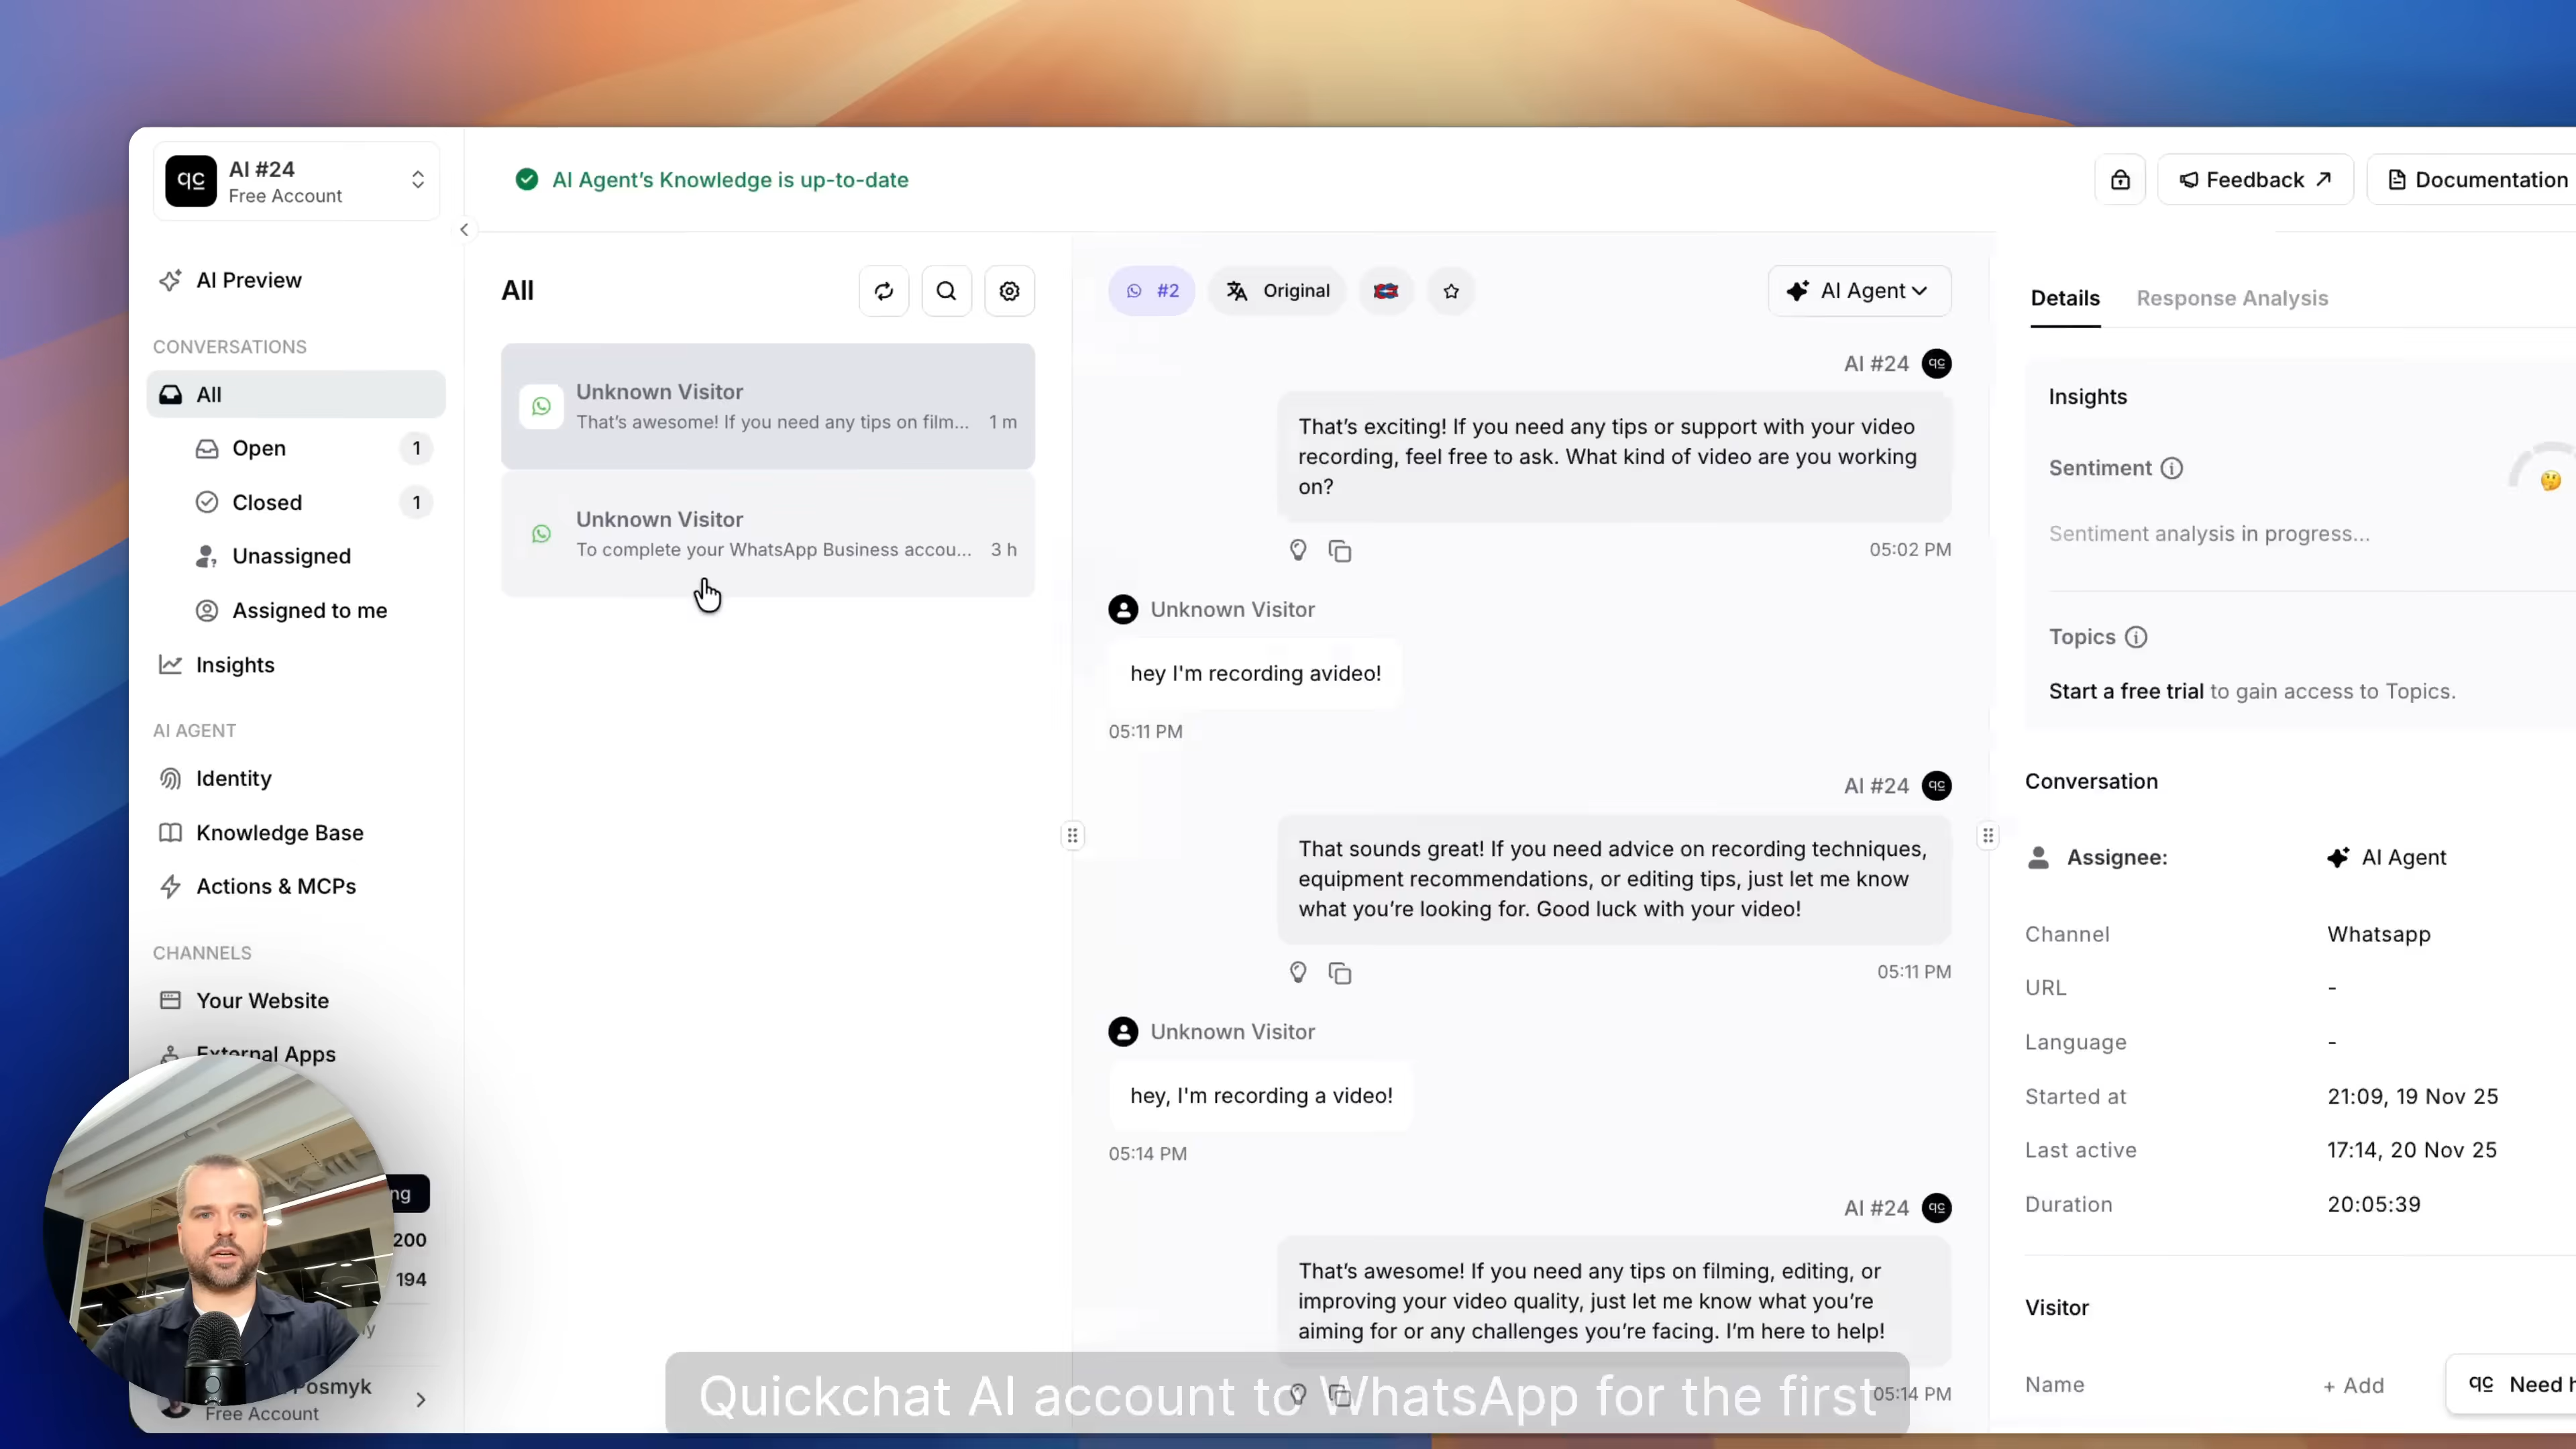 qc
AI #24
Free Account
AI Preview
CONVERSATIONS
All
Open
1
Closed
1
Unassigned
Assigned to me
Insights
AI AGENT
Identity
Knowledge Base
Actions & MCPs
CHANNELS
Your Website
External Apps
ng
200
194
ly
Posmyk
Free Account
AI Agent's Knowledge is up-to-date
Feedback
Documentation
All
Unknown Visitor
That's awesome! If you need any tips on film...
1 m
Unknown Visitor
To complete your WhatsApp Business accou...
3 h
#2
Original
AI Agent
AI #24
qc
That's exciting! If you need any tips or support with your video
recording, feel free to ask. What kind of video are you working
on?
05:02 PM
Unknown Visitor
hey I'm recording avideo!
05:11 PM
AI #24
qc
That sounds great! If you need advice on recording techniques,
equipment recommendations, or editing tips, just let me know
what you're looking for. Good luck with your video!
05:11 PM
Unknown Visitor
hey, I'm recording a video!
05:14 PM
AI #24
qc
That's awesome! If you need any tips on filming, editing, or
improving your video quality, just let me know what you're
aiming for or any challenges you're facing. I'm here to help!
05:14 PM
Quickchat AI account to WhatsApp for the first
Details
Response Analysis
Insights
Sentiment
Sentiment analysis in progress...
Topics
Start a free trial to gain access to Topics.
Conversation
Assignee:
AI Agent
Channel
Whatsapp
URL
-
Language
-
Started at
21:09, 19 Nov 25
Last active
17:14, 20 Nov 25
Duration
20:05:39
Visitor
Name
+ Add
qc
Need h